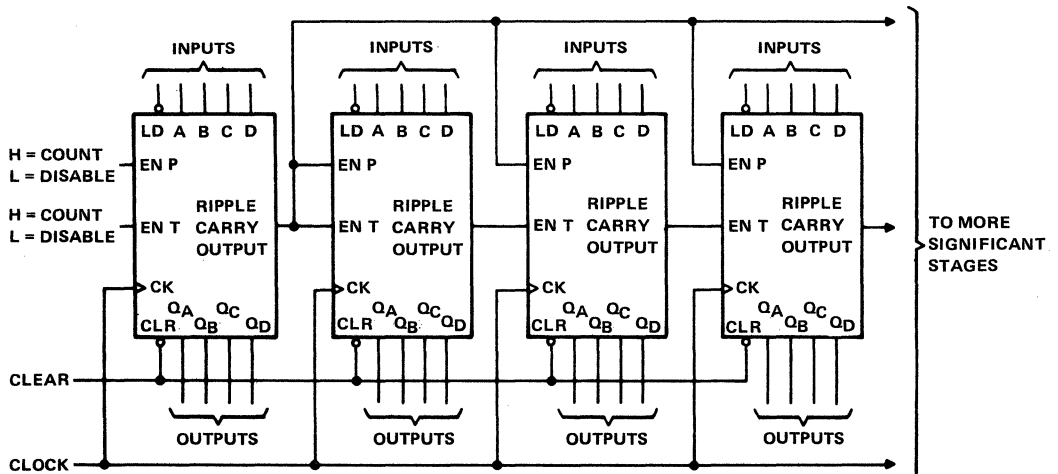 INPUTS INPUTS INPUTS INPUTS
LD A B C D LD A B C D LD A B C D LD A B C D
H = COUNT
L = DISABLE
EN P EN P EN P EN P
H = COUNT
L = DISABLE
EN T RIPPLE CARRY OUTPUT EN T RIPPLE CARRY OUTPUT EN T RIPPLE CARRY OUTPUT EN T RIPPLE CARRY OUTPUT
TO MORE
SIGNIFICANT
STAGES
CK CK CK CK
CLR QA QB QC QD CLR QA QB QC QD CLR QA QB QC QD CLR QA QB QC QD
CLEAR
OUTPUTS OUTPUTS OUTPUTS OUTPUTS
CLOCK